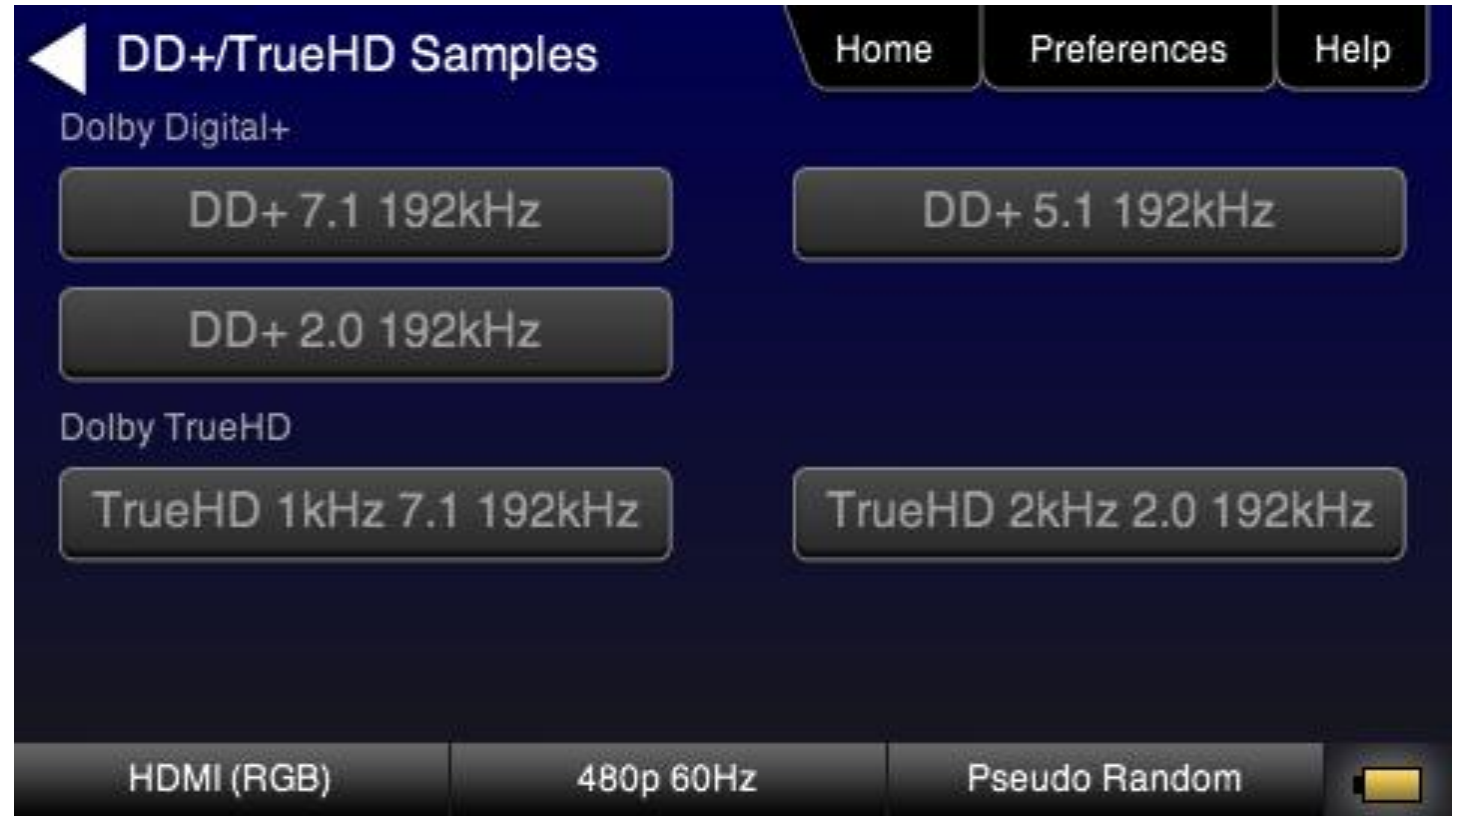 DD+/TrueHD Samples
Home
Preferences
Help
Dolby Digital+
DD+ 7.1 192kHz
DD+ 5.1 192kHz
DD+ 2.0 192kHz
Dolby TrueHD
TrueHD 1kHz 7.1 192kHz
TrueHD 2kHz 2.0 192kHz
HDMI (RGB)
480p 60Hz
Pseudo Random